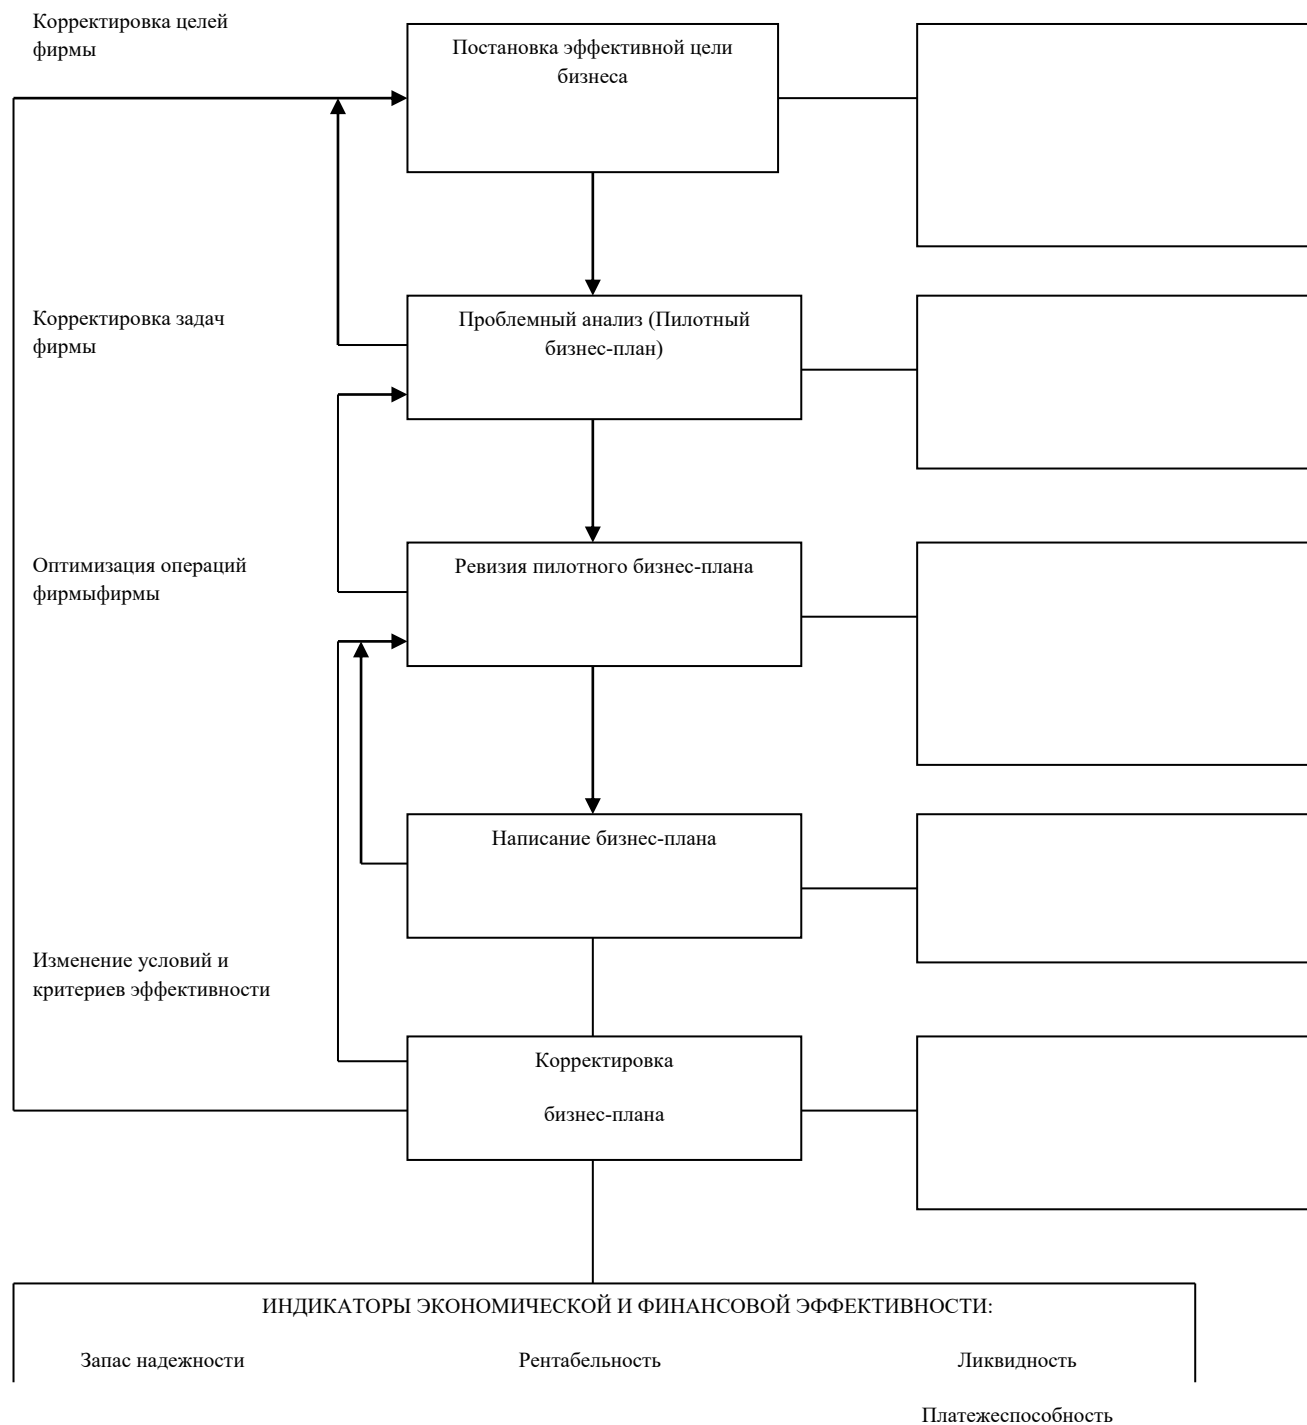 Корректировка целей
фирмы
Постановка эффективной цели
бизнеса
Корректировка задач
фирмы
Проблемный анализ (Пилотный
бизнес-план)
Оптимизация операций
фирмыфирмы
Ревизия пилотного бизнес-плана
Написание бизнес-плана
Изменение условий и
критериев эффективности
Корректировка
бизнес-плана
ИНДИКАТОРЫ ЭКОНОМИЧЕСКОЙ И ФИНАНСОВОЙ ЭФФЕКТИВНОСТИ:
Запас надежности Рентабельность Ликвидность
Платежеспособность